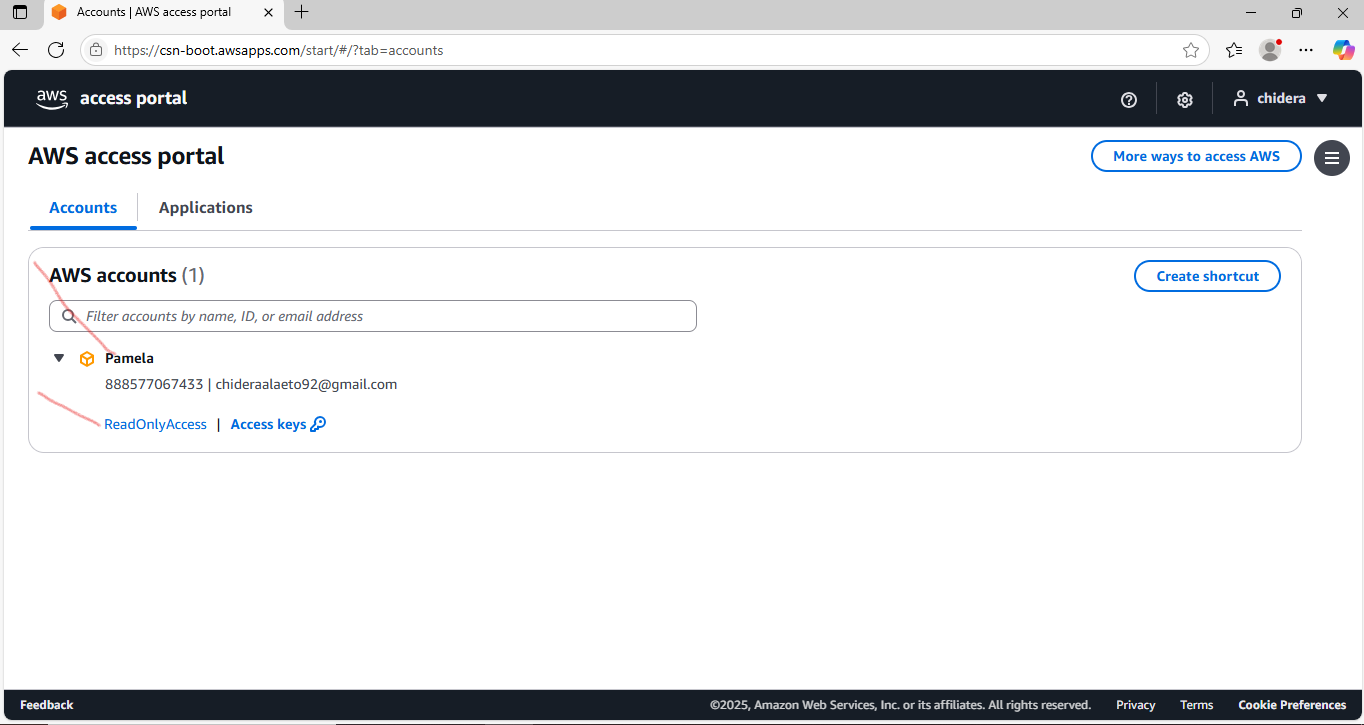 Accounts | AWS access portal
https://csn-boot.awsapps.com/start/#/?tab=accounts
aws access portal
chidera
AWS access portal
More ways to access AWS
Accounts
Applications
AWS accounts (1)
Create shortcut
Filter accounts by name, ID, or email address
Pamela
888577067433 | chideraalaeto92@gmail.com
ReadOnlyAccess | Access keys
Feedback
©2025, Amazon Web Services, Inc. or its affiliates. All rights reserved.
Privacy
Terms
Cookie Preferences